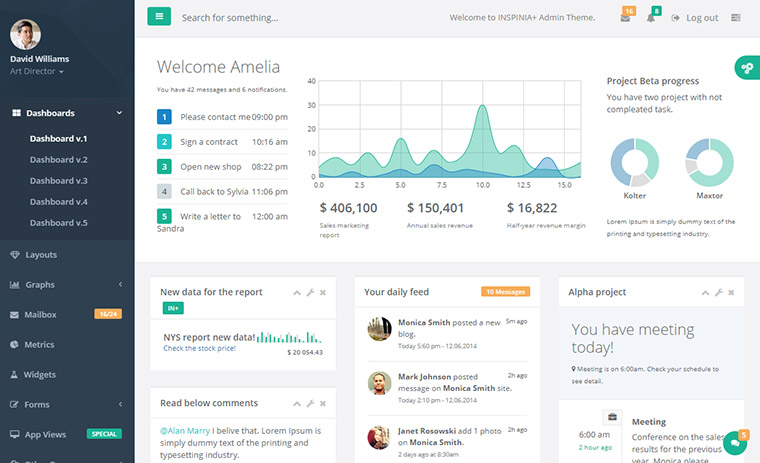 Search for something...
Welcome to INSPINIA+ Admin Theme.
16
8
Log out
David Williams
Art Director
Dashboards
Dashboard v.1
Dashboard v.2
Dashboard v.3
Dashboard v.4
Dashboard v.5
Layouts
Graphs
Mailbox
16/24
Metrics
Widgets
Forms
App Views
SPECIAL
Welcome Amelia
You have 42 messages and 6 notifications.
1 Please contact me 09:00 pm
2 Sign a contract 10:16 am
3 Open new shop 08:22 pm
4 Call back to Sylvia 11:06 pm
5 Write a letter to 12:00 am
Sandra
40
30
20
10
0
0.0 2.5 5.0 7.5 10.0 12.5 15.0
$ 406,100
Sales marketing
report
$ 150,401
Annual sales revenue
$ 16,822
Half-year revenue margin
Project Beta progress
You have two project with not
compleated task.
Kolter
Maxtor
Lorem Ipsum is simply dummy text of the
printing and typesetting industry.
New data for the report
IN+
NYS report new data!
Check the stock price!
$ 20 054.43
Read below comments
@Alan Marry I belive that. Lorem Ipsum is
simply dummy text of the printing and
typesetting industry.
Your daily feed
10 Messages
Monica Smith posted a new
blog.
5m ago
Today 5:60 pm - 12.06.2014
Mark Johnson posted
message on Monica Smith site.
2h ago
Today 2:10 pm - 12.06.2014
Janet Rosowski add 1 photo
on Monica Smith.
2h ago
2 days ago at 8:30am
Alpha project
You have meeting
today!
Meeting is on 6:00am. Check your schedule to
see detail.
6:00 am
2 hour ago
Meeting
Conference on the sales
results for the previous
year. Monica please
5